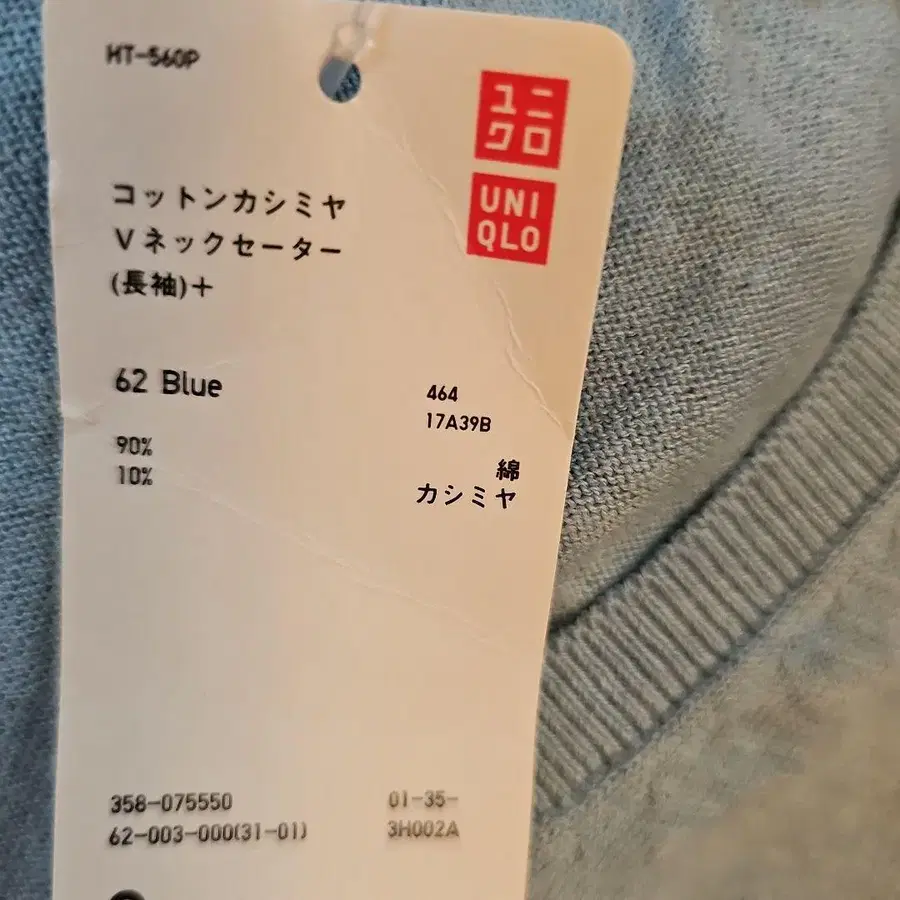 HT-560P
ユニ
クロ
UNI
QLO
コットンカシミヤ
Vネックセーター
(長袖)+
62 Blue
464
17A39B
90% 綿
10% カシミヤ
358-075550 01-35-
62-003-000(31-01) 3H002A